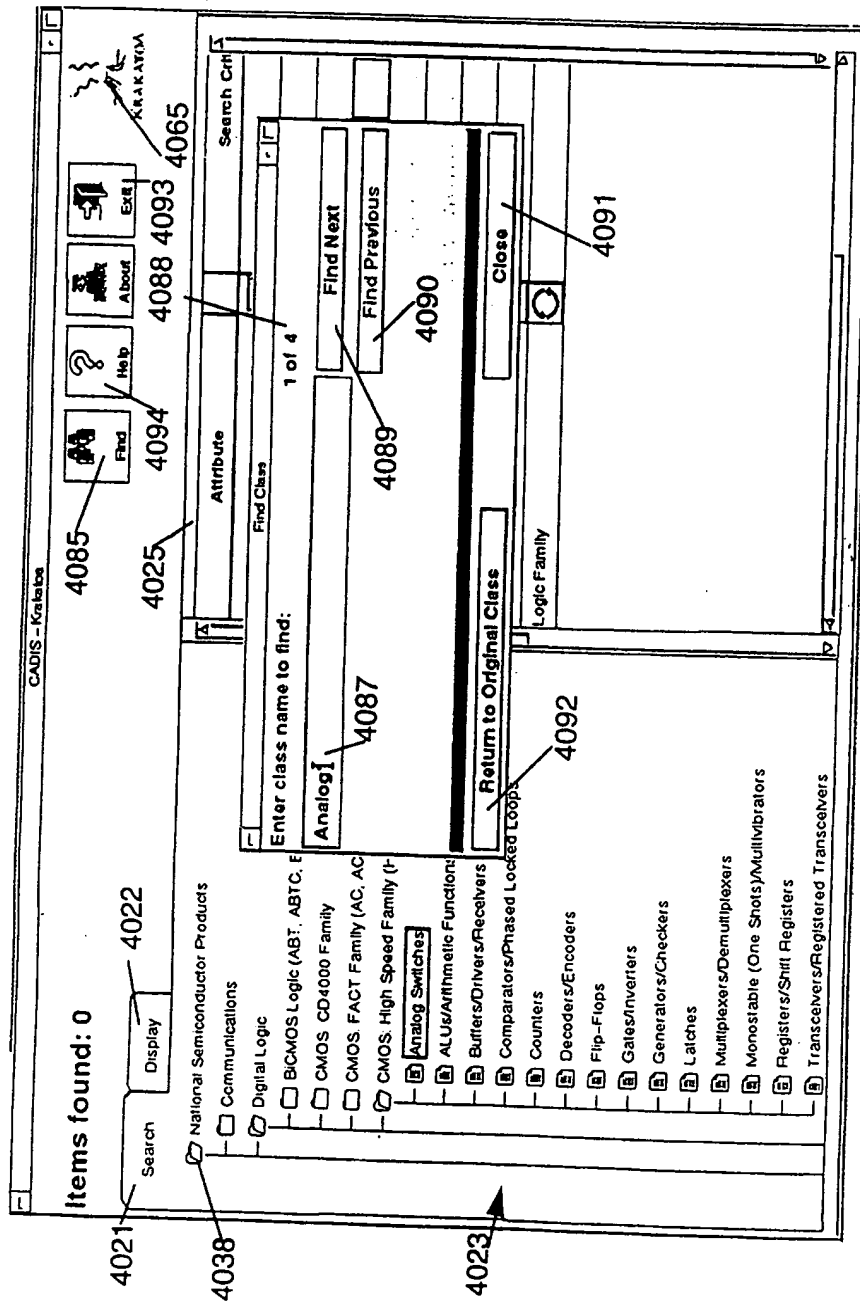 CADIS - Krakatoa
Items found: 0
Find
Help
About
Exit
KRAKATOA
4085
4094
4088
4093
4065
4021
Search
Display
4022
4025
Attribute
Search Crit
4038
National Semiconductor Products
Communications
Digital Logic
BiCMOS Logic (ABT, ABTC, B
CMOS: CD4000 Family
CMOS: FACT Family (AC, AC
CMOS: High Speed Family (H
Analog Switches
ALUs/Arithmetic Functions
Buffers/Drivers/Receivers
Comparators/Phased Locked Loops
Counters
Decoders/Encoders
Flip-Flops
Gates/Inverters
Generators/Checkers
Latches
Multiplexers/Demultiplexers
Monostable (One Shots)/Multivibrators
Registers/Shift Registers
Transceivers/Registered Transceivers
4023
Find Class
Enter class name to find:
1 of 4
Analog
4087
Find Next
4089
Find Previous
4090
Return to Original Class
Close
4092
4091
Logic Family